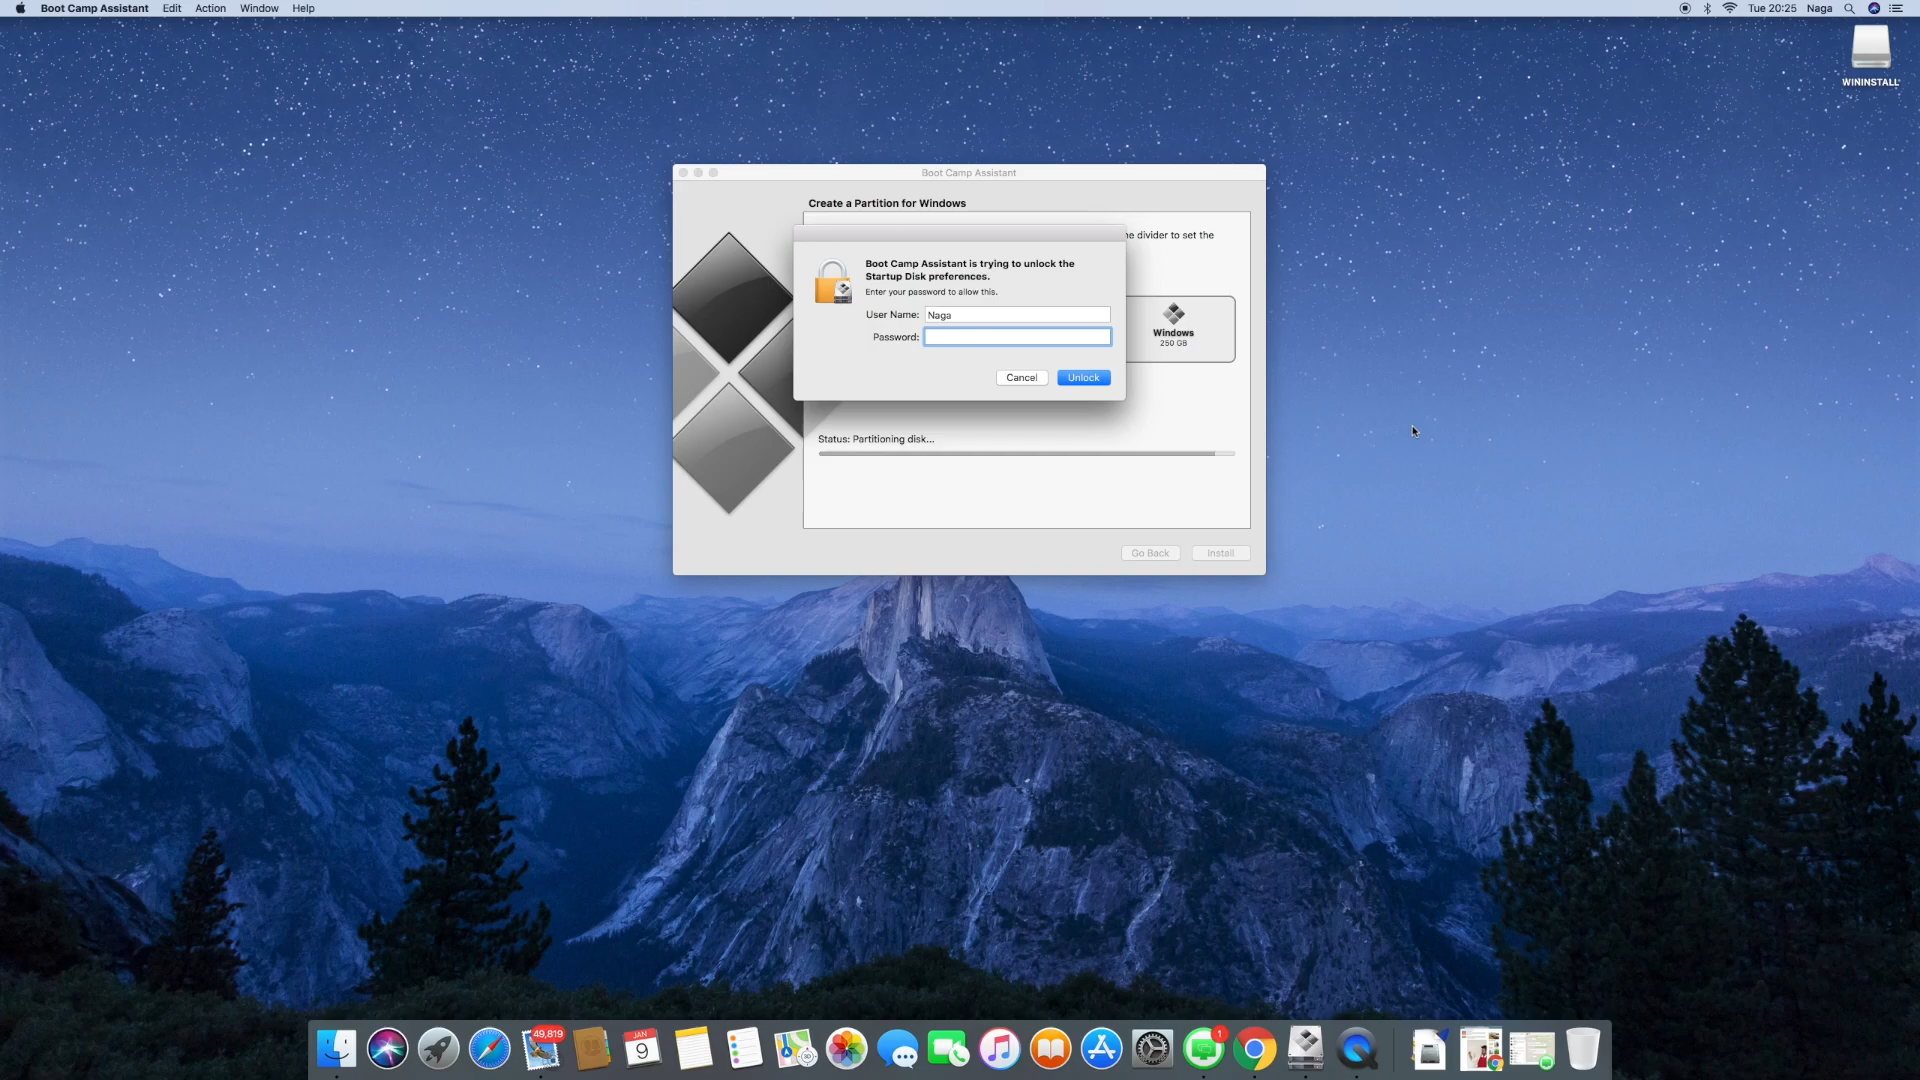 Boot Camp Assistant Edit Action Window Help
Tue 20:25 Naga
WININSTALL
Boot Camp Assistant
Create a Partition for Windows
he divider to set the
Boot Camp Assistant is trying to unlock the
Startup Disk preferences.
Enter your password to allow this.
User Name: Naga
Password:
Cancel Unlock
Windows
250 GB
Status: Partitioning disk...
Go Back Install
49,819
JAN
9
3D
1